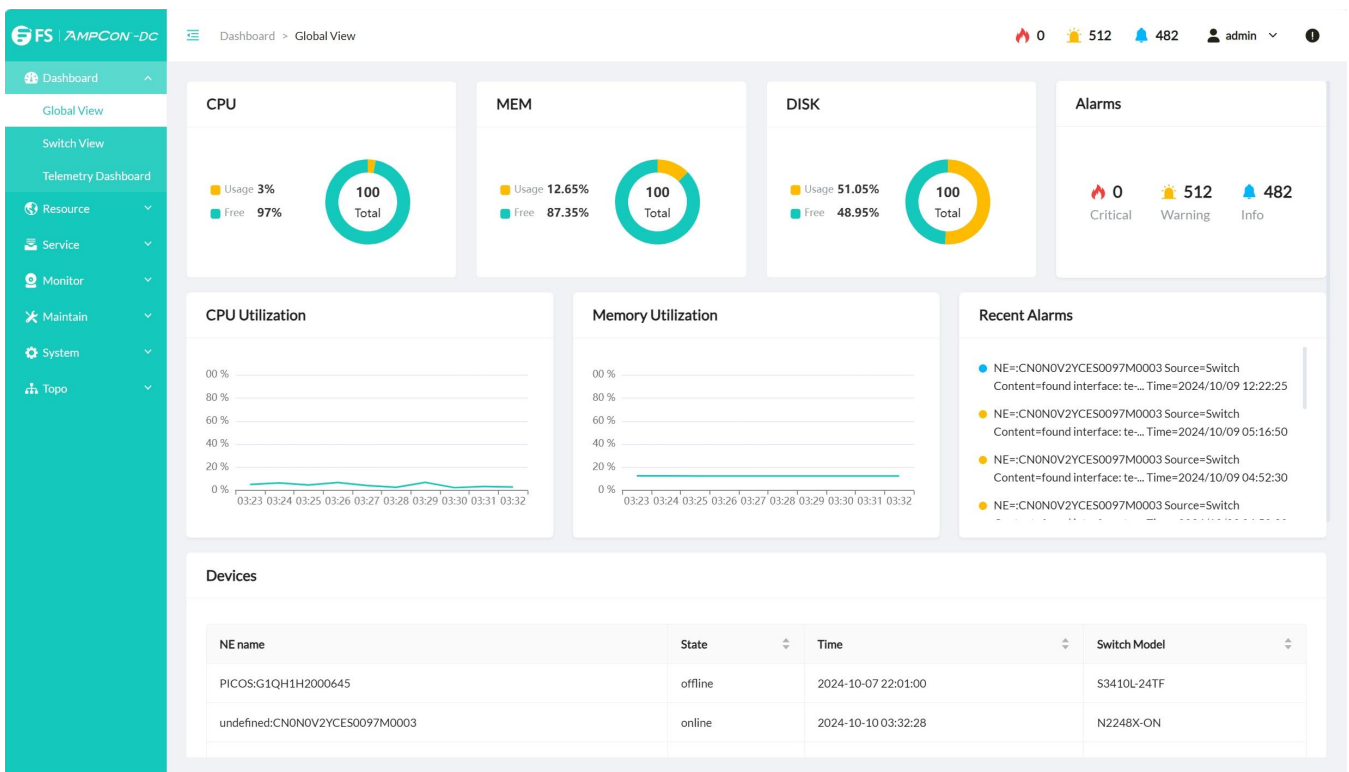 FS | AMPCON™-DC
Dashboard > Global View
0 512 482 admin
Dashboard
Global View
Switch View
Telemetry Dashboard
Resource
Service
Monitor
Maintain
System
Topo
CPU
Usage 3%
Free 97%
100
Total
MEM
Usage 12.65%
Free 87.35%
100
Total
DISK
Usage 51.05%
Free 48.95%
100
Total
Alarms
0 512 482
Critical Warning Info
CPU Utilization
00 %
80 %
60 %
40 %
20 %
0 %
03:23 03:24 03:25 03:26 03:27 03:28 03:29 03:30 03:31 03:32
Memory Utilization
00 %
80 %
60 %
40 %
20 %
0 %
03:23 03:24 03:25 03:26 03:27 03:28 03:29 03:30 03:31 03:32
Recent Alarms
NE=:CN0N0V2YCES0097M0003 Source=Switch
Content=found interface: te-... Time=2024/10/09 12:22:25
NE=:CN0N0V2YCES0097M0003 Source=Switch
Content=found interface: te-... Time=2024/10/09 05:16:50
NE=:CN0N0V2YCES0097M0003 Source=Switch
Content=found interface: te-... Time=2024/10/09 04:52:30
NE=:CN0N0V2YCES0097M0003 Source=Switch
Devices
NE name State Time Switch Model
PICOS:G1QH1H2000645 offline 2024-10-07 22:01:00 S3410L-24TF
undefined:CN0N0V2YCES0097M0003 online 2024-10-10 03:32:28 N2248X-ON